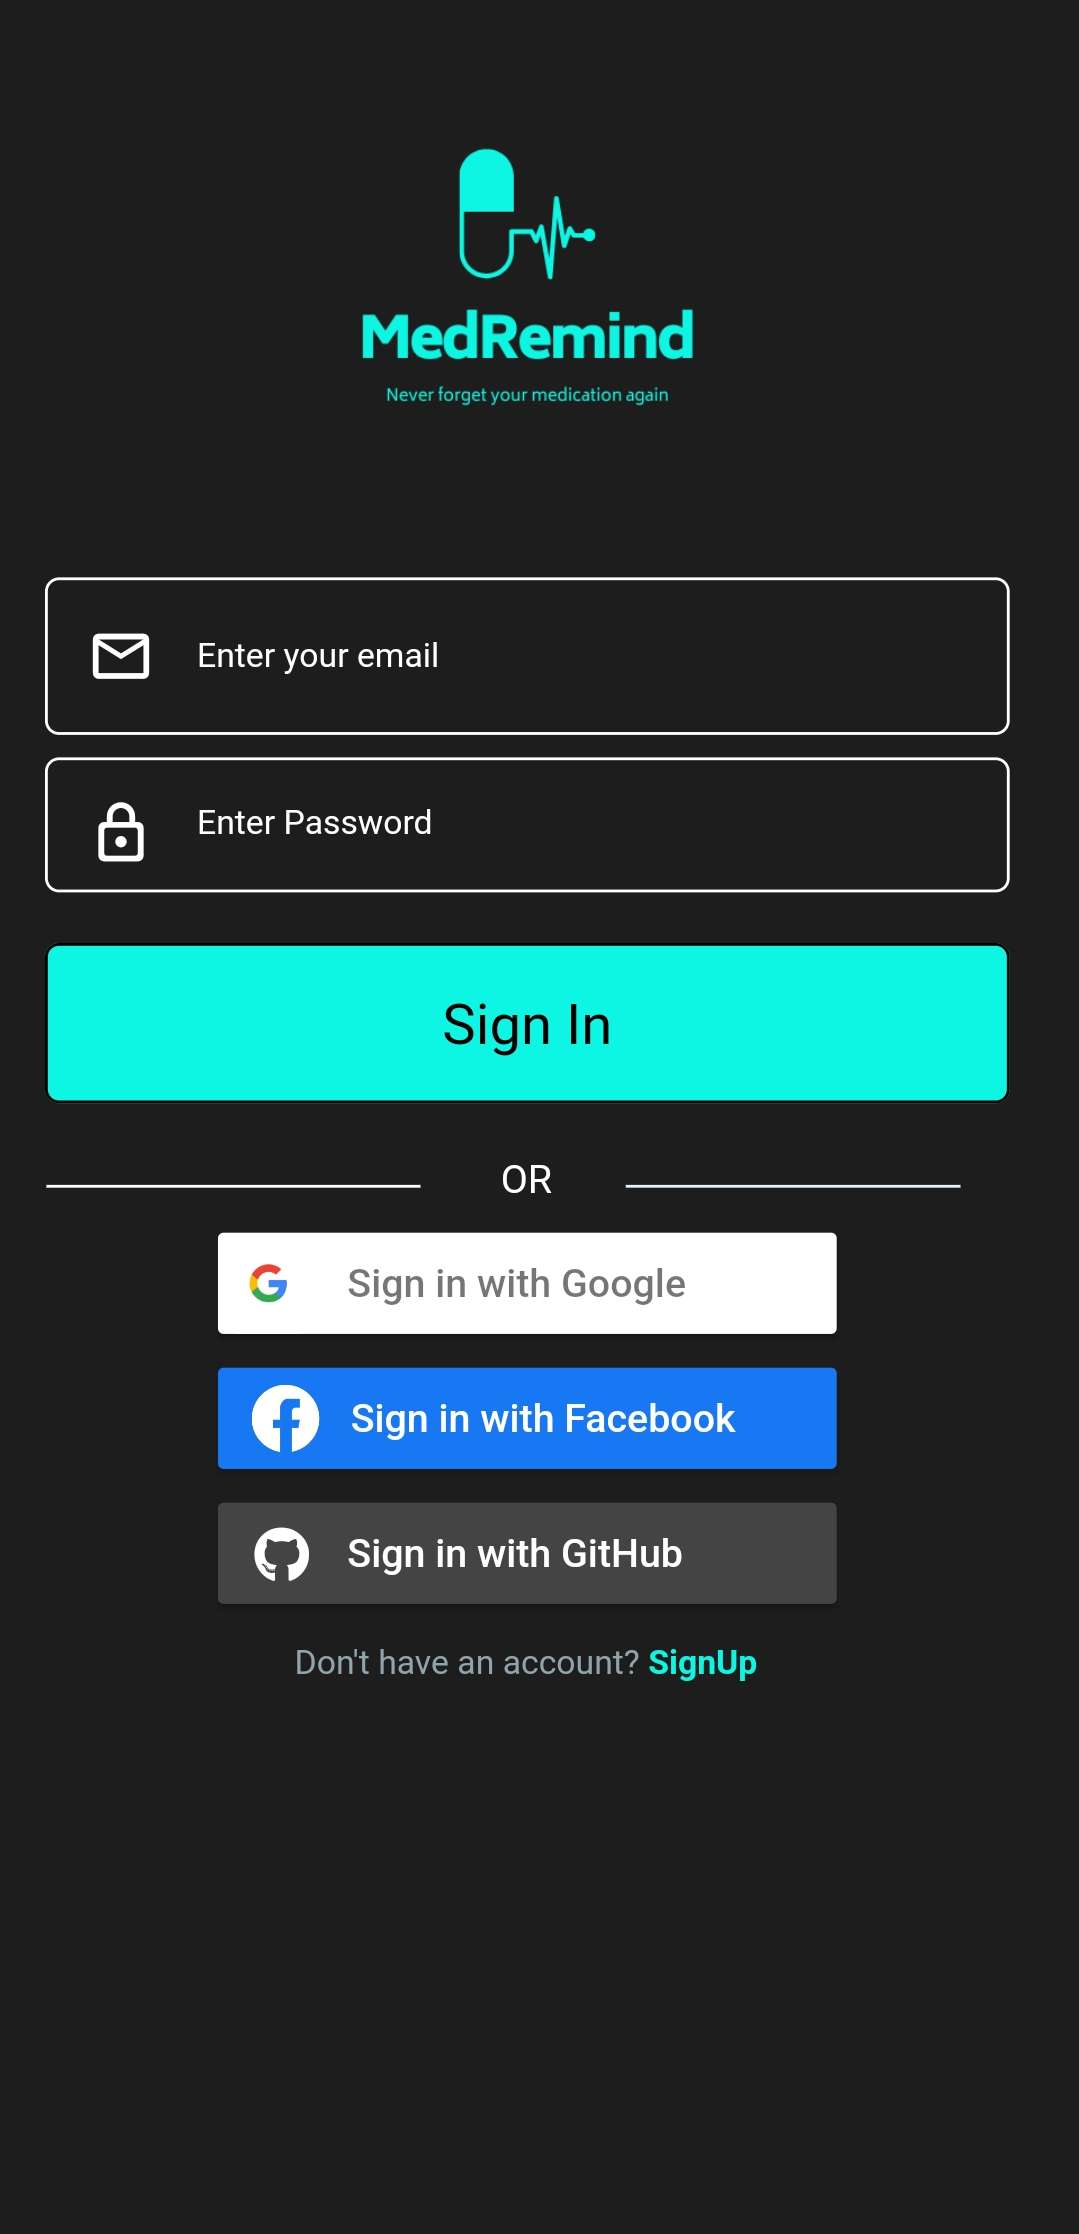 MedRemind
Never forget your medication again
Enter your email
Enter Password
Sign In
OR
Sign in with Google
Sign in with Facebook
Sign in with GitHub
Don't have an account? SignUp